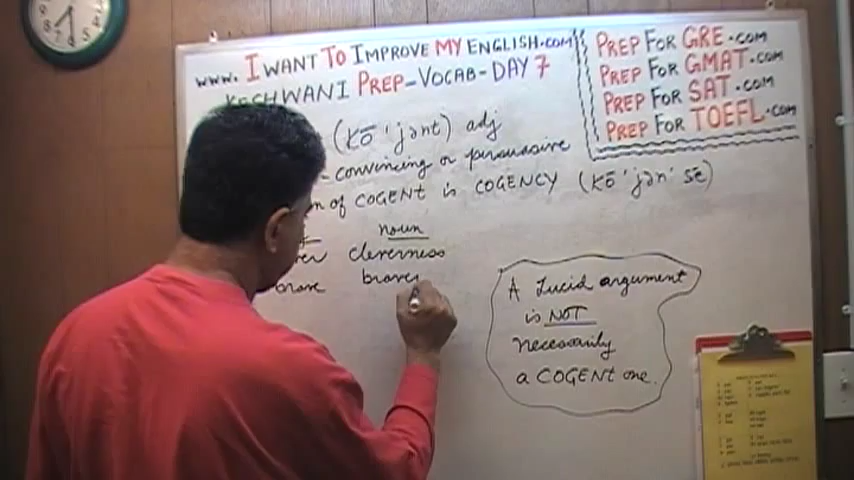 www. I WANT TO IMPROVE MY ENGLISH.COM
KESHWANI PREP-VOCAB-DAY 7
PREP FOR GRE.COM
PREP FOR GMAT.COM
PREP FOR SAT.COM
PREP FOR TOEFL.COM
(kō'jənt) adj
- convincing or persuasive
of COGENT is COGENCY (kō'jən'sē)
noun
cleverness
brave braver
A Lucid argument
is NOT
necessarily
a COGENT one.